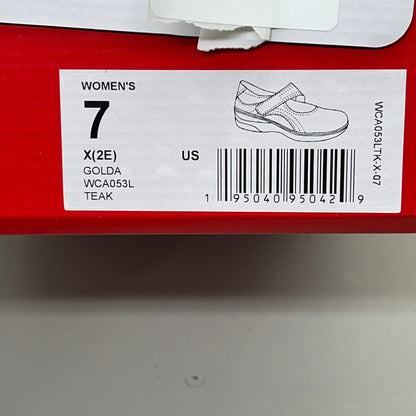 WOMEN'S
7
X(2E) US
GOLDA
WCA053L
TEAK
1 95040 95042 9
WCA053LTK-X-07